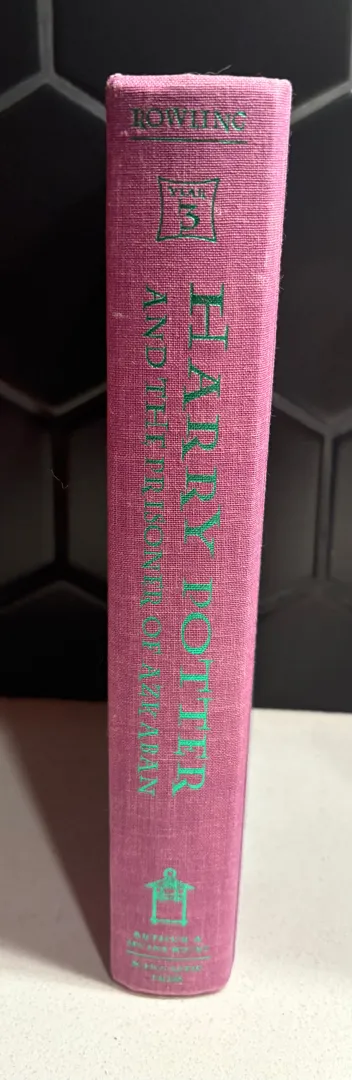 ROWLING
YEAR
3
HARRY POTTER
AND THE PRISONER OF AZKABAN